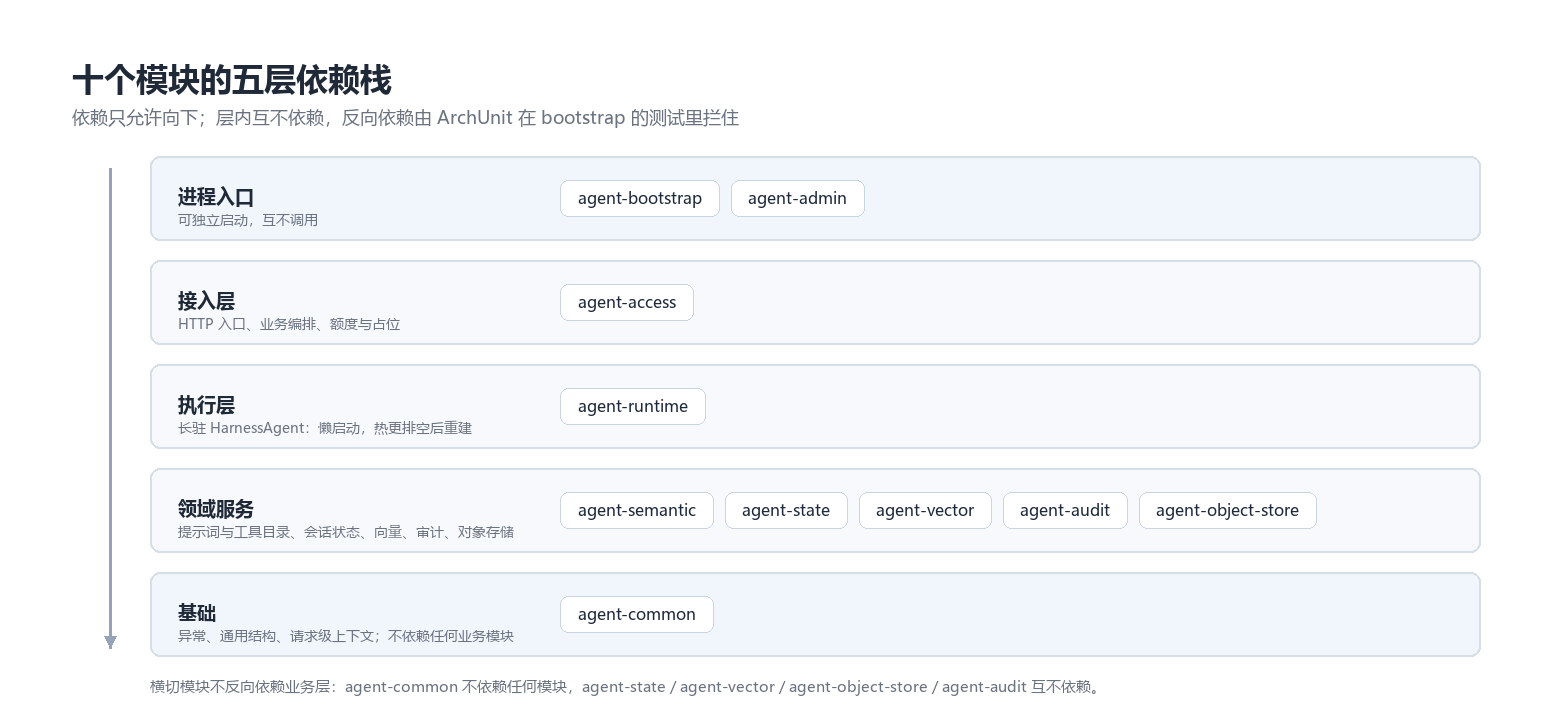 十个模块的五层依赖栈
依赖只允许向下；层内互不依赖，反向依赖由 ArchUnit 在 bootstrap 的测试里拦住
进程入口
可独立启动，互不调用
agent-bootstrap
agent-admin
接入层
HTTP 入口、业务编排、额度与占位
agent-access
执行层
长驻 HarnessAgent：懒启动，热更排空后重建
agent-runtime
领域服务
提示词与工具目录、会话状态、向量、审计、对象存储
agent-semantic
agent-state
agent-vector
agent-audit
agent-object-store
基础
异常、通用结构、请求级上下文；不依赖任何业务模块
agent-common
横切模块不反向依赖业务层：agent-common 不依赖任何模块，agent-state / agent-vector / agent-object-store / agent-audit 互不依赖。